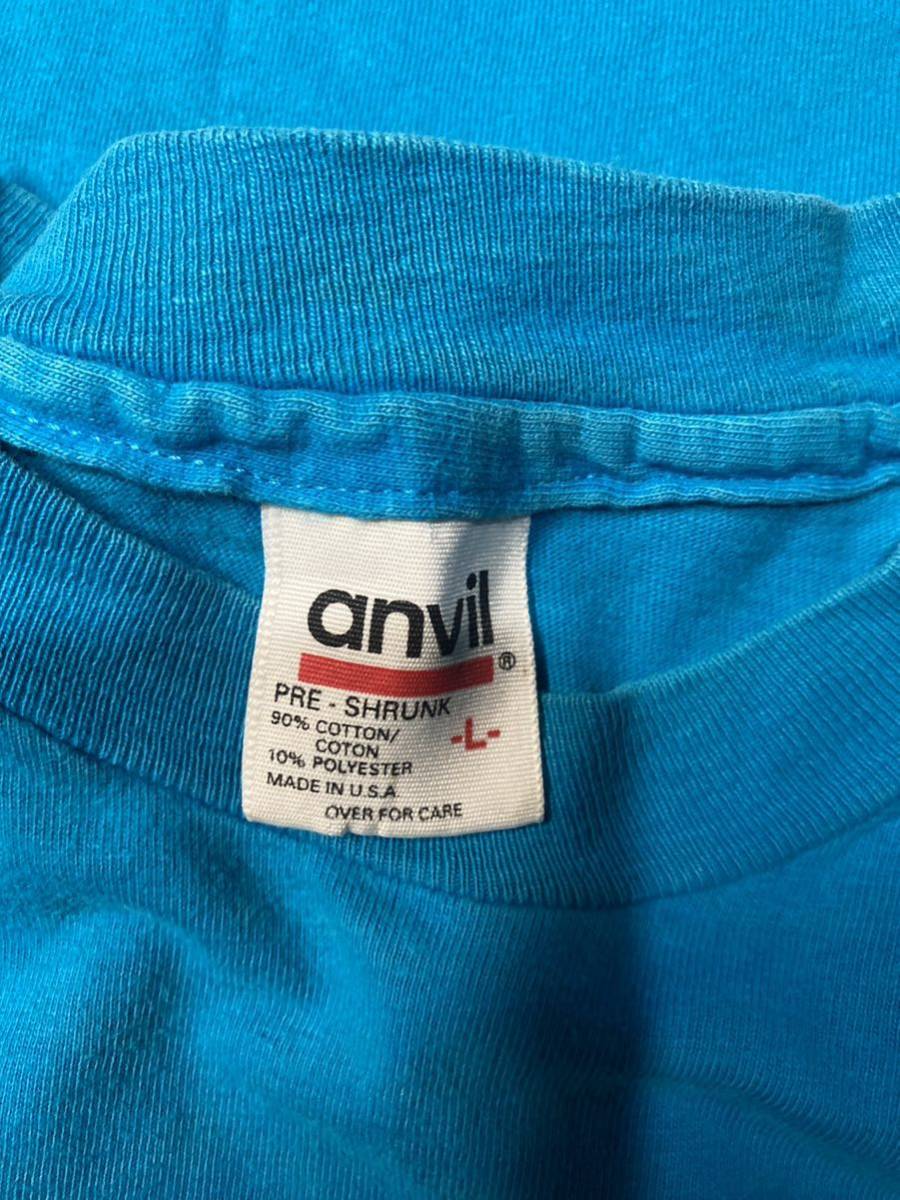 anvil®
PRE - SHRUNK
90% COTTON/
COTON
-L-
10% POLYESTER
MADE IN U.S.A.
OVER FOR CARE